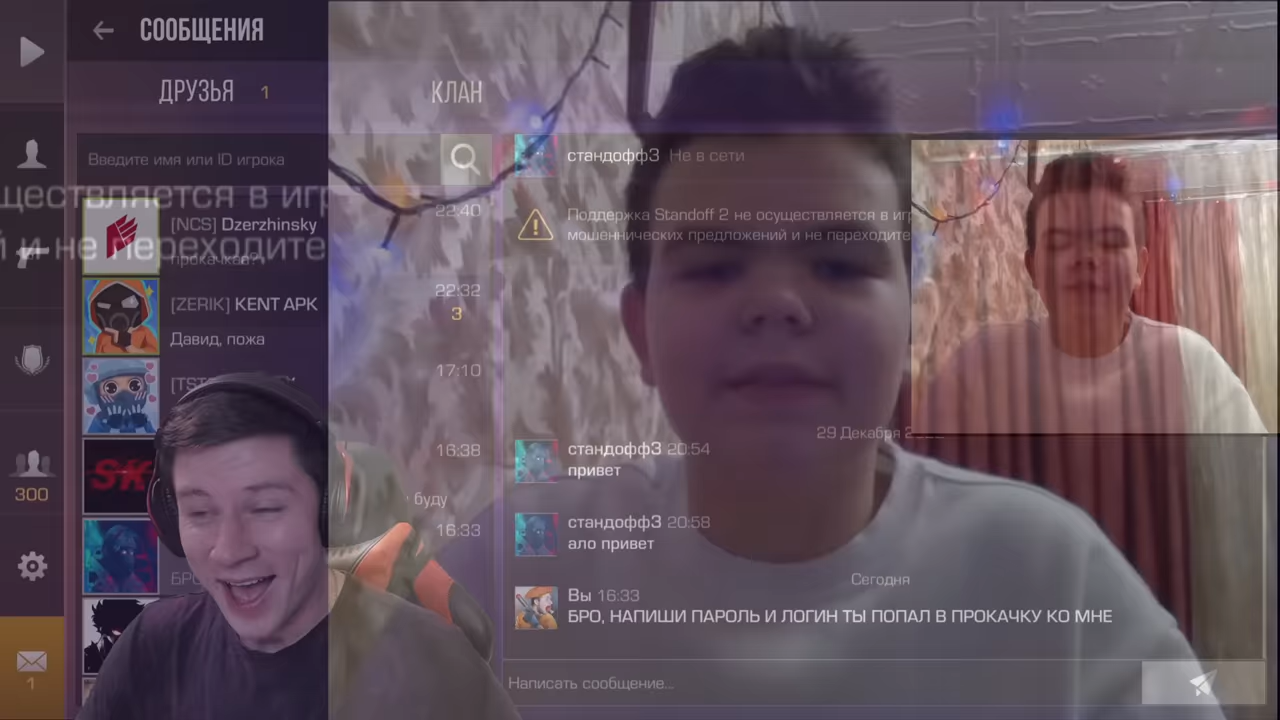 СООБЩЕНИЯ
ДРУЗЬЯ 1
КЛАН
Введите имя или ID игрока
ществляется в игр
й и не переходите
[NCS] Dzerzhinsky
22:40
прокачкав?
[ZERIK] KENT APK
22:32
Давид, пожа
3
17:10
16:38
буду
16:33
300
1
стандофф3 Не в сети
Поддержка Standoff 2 не осуществляется в игр
мошеннических предложений и не переходите
29 Декабря
стандофф3 20:54
привет
стандофф3 20:58
ало привет
Сегодня
Вы 16:33
БРО, НАПИШИ ПАРОЛЬ И ЛОГИН ТЫ ПОПАЛ В ПРОКАЧКУ КО МНЕ
Написать сообщение...